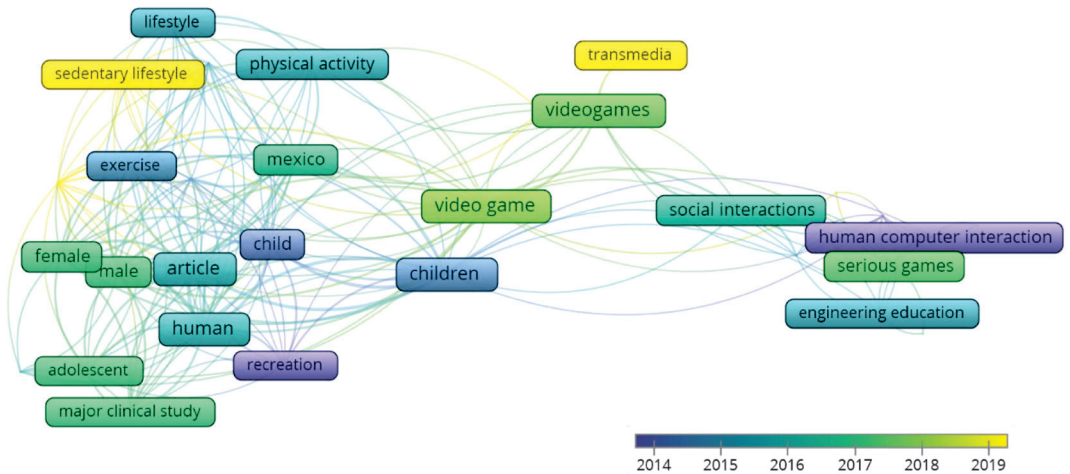 lifestyle
transmedia
physical activity
sedentary lifestyle
videogames
mexico
exercise
video game
social interactions
human computer interaction
child
female
male
article
children
serious games
engineering education
human
recreation
adolescent
major clinical study
2014 2015 2016 2017 2018 2019